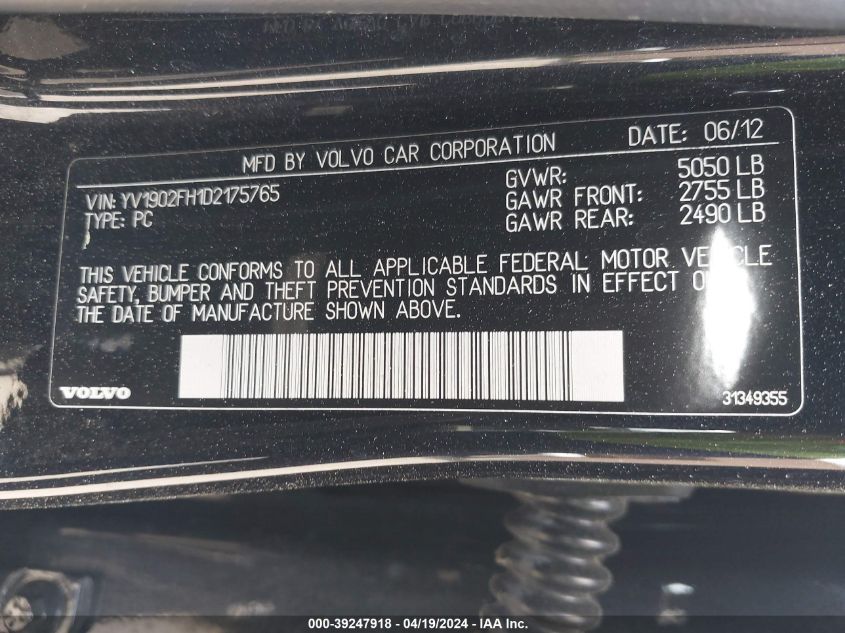 MFD BY VOLVO CAR CORPORATION DATE: 06/12
VIN: YV1902FH1D2175765 GVWR: 5050 LB
TYPE: PC GAWR FRONT: 2755 LB
GAWR REAR: 2490 LB
THIS VEHICLE CONFORMS TO ALL APPLICABLE FEDERAL MOTOR VEHICLE
SAFETY, BUMPER AND THEFT PREVENTION STANDARDS IN EFFECT ON
THE DATE OF MANUFACTURE SHOWN ABOVE.
VOLVO 31349355
000-39247918 - 04/19/2024 - IAA Inc.